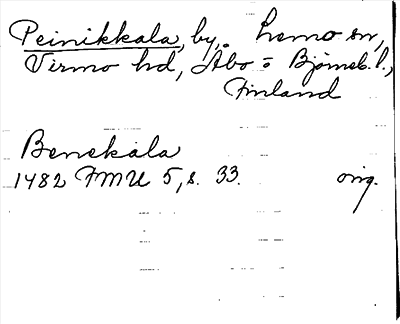 Peinikkala, by, Lemo sn,
Virmo hd, Åbo = Björneb. l.,
Finland
Benekala
1482 FMU 5, s. 33. orig.